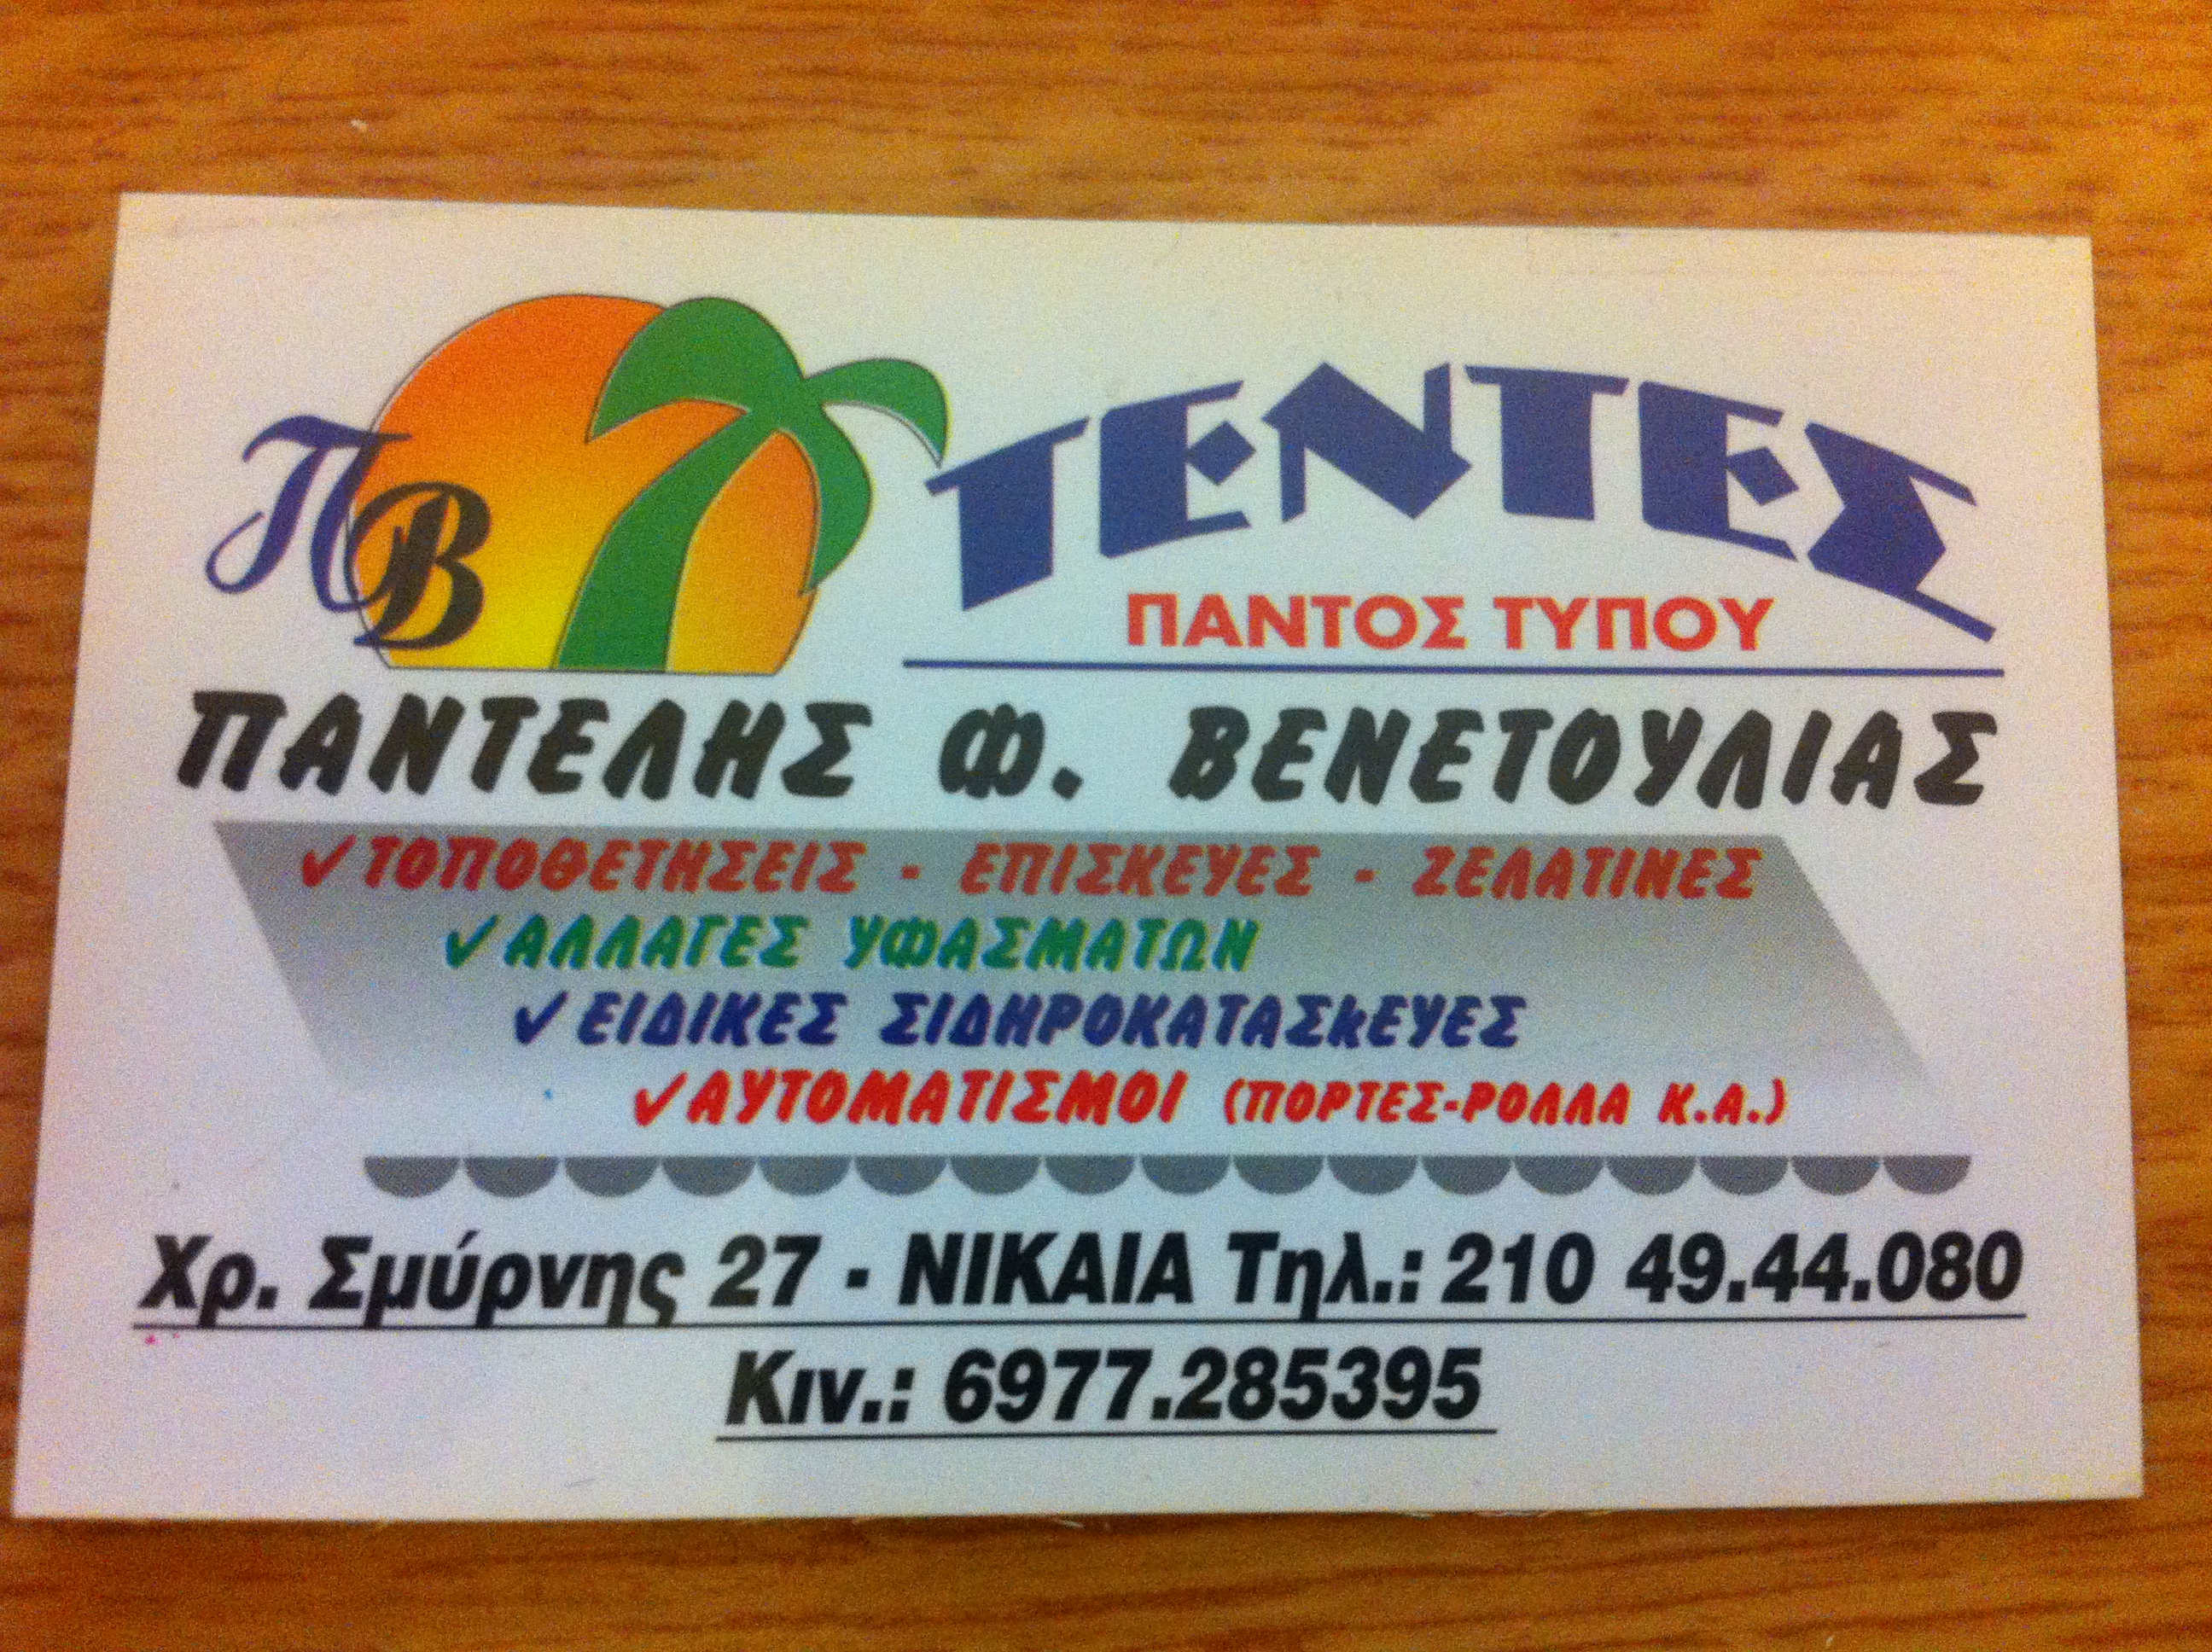 ΠΒ
ΤΕΝΤΕΣ
ΠΑΝΤΟΣ ΤΥΠΟΥ
ΠΑΝΤΕΛΗΣ Φ. ΒΕΝΕΤΟΥΛΙΑΣ
✓ ΤΟΠΟΘΕΤΗΣΕΙΣ - ΕΠΙΣΚΕΥΕΣ - ΖΕΛΑΤΙΝΕΣ
✓ ΑΛΛΑΓΕΣ ΥΦΑΣΜΑΤΩΝ
✓ ΕΙΔΙΚΕΣ ΣΙΔΗΡΟΚΑΤΑΣΚΕΥΕΣ
✓ ΑΥΤΟΜΑΤΙΣΜΟΙ (ΠΟΡΤΕΣ-ΡΟΛΛΑ Κ.Α.)
Χρ. Σμύρνης 27 - ΝΙΚΑΙΑ Τηλ.: 210 49.44.080
Κιν.: 6977.285395